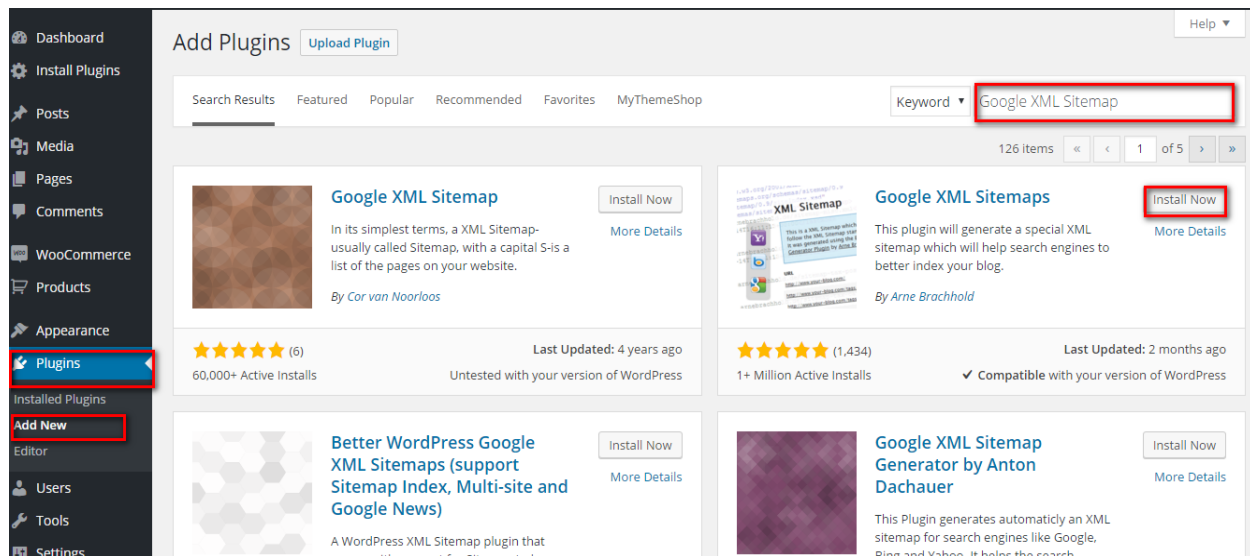 Help ▼
Dashboard
Install Plugins
Posts
Media
Pages
Comments
WooCommerce
Products
Appearance
Plugins
Installed Plugins
Add New
Editor
Users
Tools
Settings
Add Plugins Upload Plugin
Search Results Featured Popular Recommended Favorites MyThemeShop
Keyword ▼ Google XML Sitemap
126 items « ‹ 1 of 5 › »
Google XML Sitemap
Install Now
More Details
In its simplest terms, a XML Sitemap-
usually called Sitemap, with a capital S-is a
list of the pages on your website.
By Cor van Noorloos
(6)
Last Updated: 4 years ago
60,000+ Active Installs
Untested with your version of WordPress
XML Sitemap
Google XML Sitemaps
Install Now
More Details
This plugin will generate a special XML
sitemap which will help search engines to
better index your blog.
By Arne Brachhold
(1,434)
Last Updated: 2 months ago
1+ Million Active Installs
✔ Compatible with your version of WordPress
Better WordPress Google
XML Sitemaps (support
Sitemap Index, Multi-site and
Google News)
Install Now
More Details
A WordPress XML Sitemap plugin that
Google XML Sitemap
Generator by Anton
Dachauer
Install Now
More Details
This Plugin generates automaticly an XML
sitemap for search engines like Google,
Bing and Yahoo. It helps the search